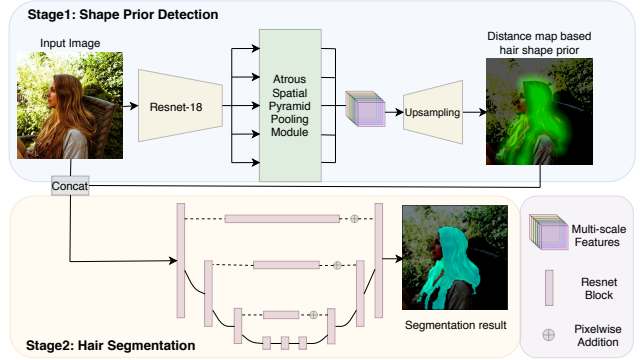 Stage1: Shape Prior Detection
Input Image
Distance map based
hair shape prior
Resnet-18
Atrous
Spatial
Pyramid
Pooling
Module
Upsampling
Concat
Multi-scale
Features
Resnet
Block
Pixelwise
Addition
Segmentation result
Stage2: Hair Segmentation